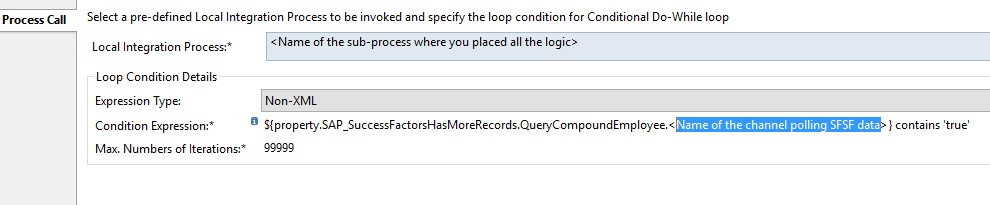 Process Call
Select a pre-defined Local Integration Process to be invoked and specify the loop condition for Conditional Do-While loop
Local Integration Process:* <Name of the sub-process where you placed all the logic>
Loop Condition Details
Expression Type: Non-XML
Condition Expression:* ${property.SAP_SuccessFactorsHasMoreRecords.QueryCompoundEmployee.<Name of the channel polling SFSF data>} contains 'true'
Max. Numbers of Iterations:* 99999